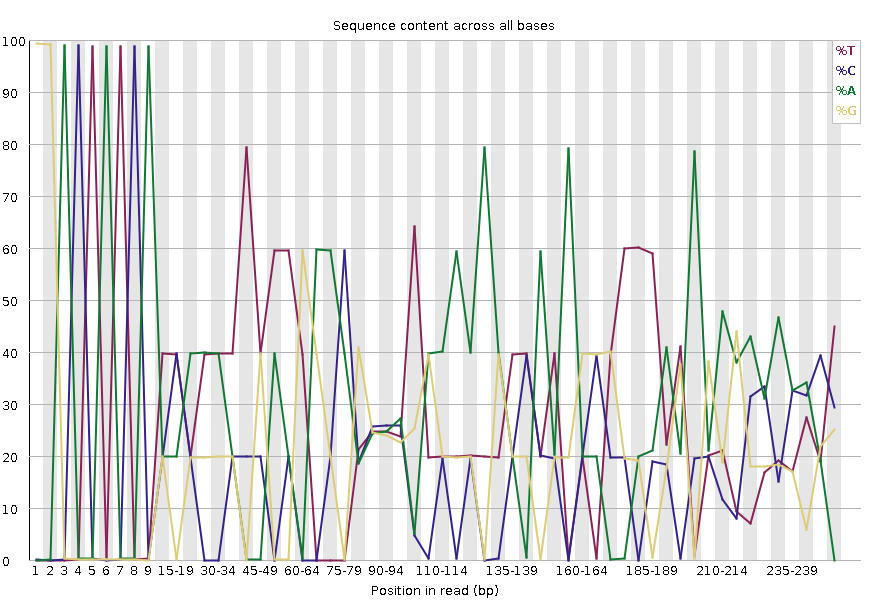 Sequence content across all bases
%T
%C
%A
%G
100
90
80
70
60
50
40
30
20
10
0
1 2 3 4 5 6 7 8 9 15-19 30-34 45-49 60-64 75-79 90-94 110-114 135-139 160-164 185-189 210-214 235-239
Position in read (bp)